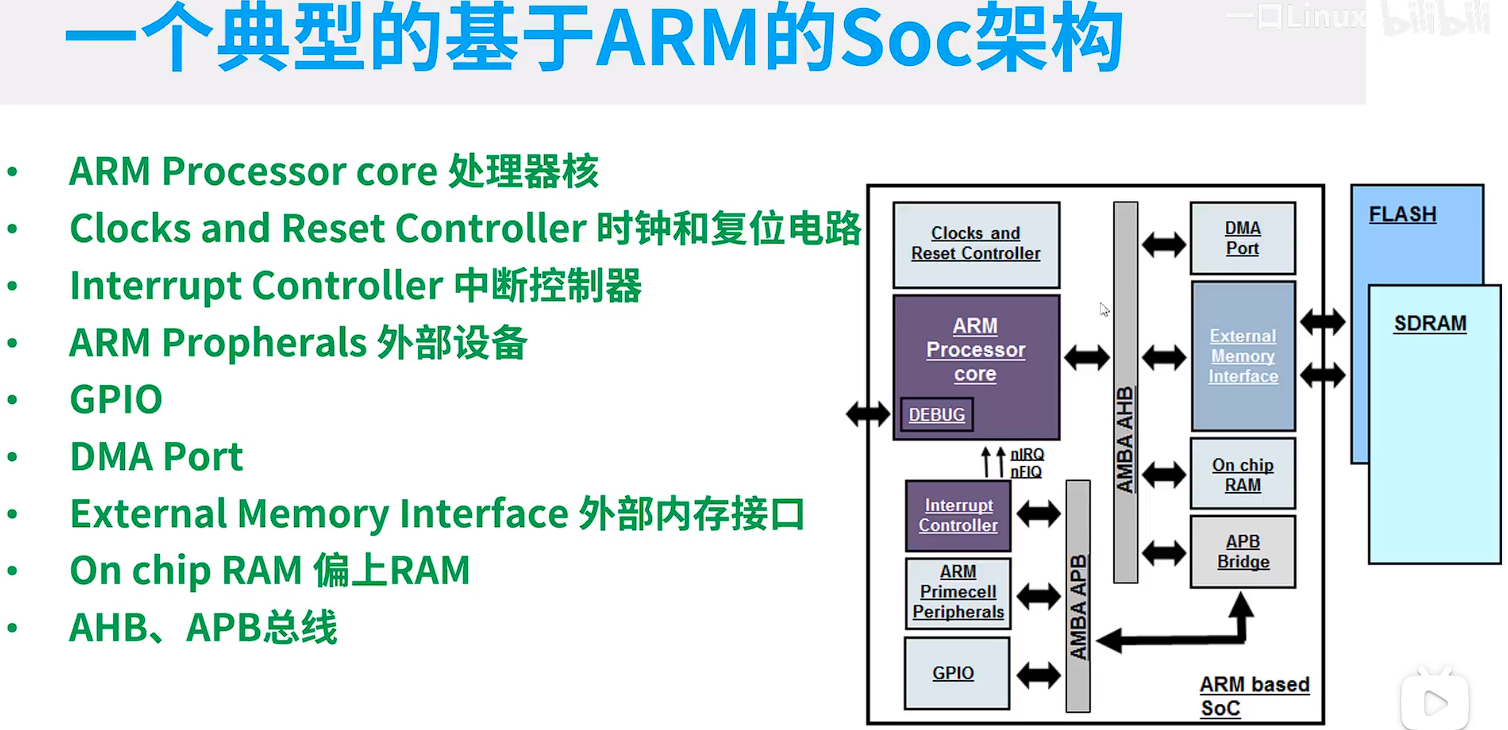 一个典型的基于ARM的Soc架构
一口Linux bilibili
• ARM Processor core 处理器核
• Clocks and Reset Controller 时钟和复位电路
• Interrupt Controller 中断控制器
• ARM Propherals 外部设备
• GPIO
• DMA Port
• External Memory Interface 外部内存接口
• On chip RAM 偏上RAM
• AHB、APB总线
Clocks and
Reset Controller
ARM
Processor
core
DEBUG
nIRQ
nFIQ
Interrupt
Controller
ARM
Primecell
Peripherals
GPIO
AMBA APB
AMBA AHB
DMA
Port
External
Memory
Interface
On chip
RAM
APB
Bridge
ARM based
SoC
FLASH
SDRAM